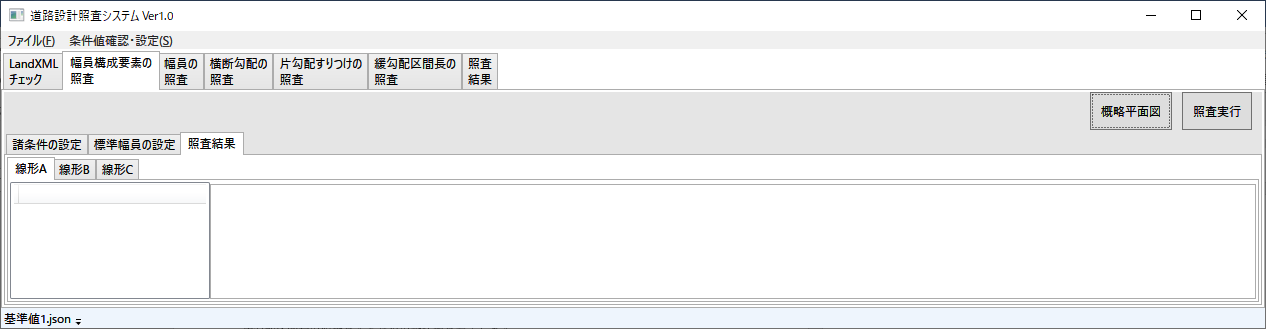 道路設計照査システム Ver1.0
ファイル(F) 条件値確認・設定(S)
LandXML
チェック
幅員構成要素の
照査
幅員の
照査
横断勾配の
照査
片勾配すりつけの
照査
緩勾配区間長の
照査
照査
結果
概略平面図 照査実行
諸条件の設定 標準幅員の設定 照査結果
線形A 線形B 線形C
基準値1.json